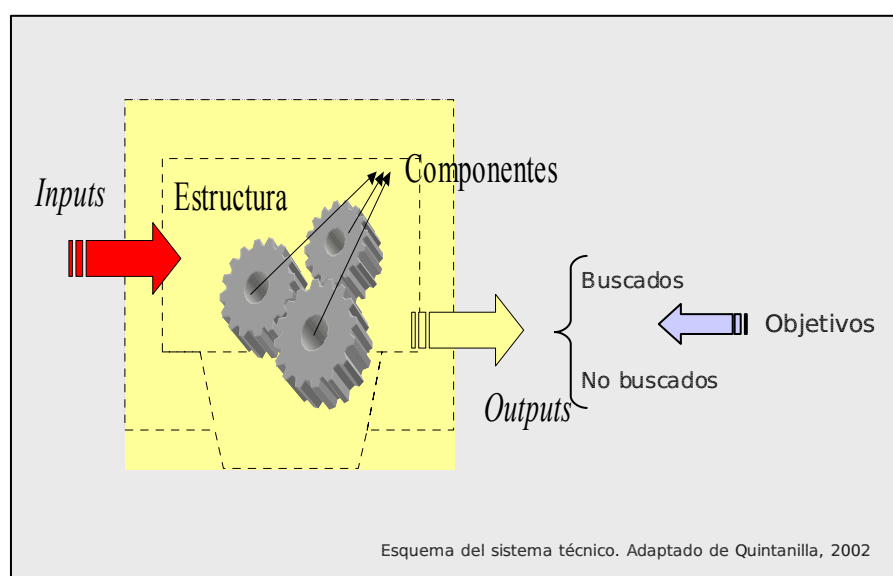 Componentes
Inputs
Estructura
Buscados
Objetivos
No buscados
Outputs
Esquema del sistema técnico. Adaptado de Quintanilla, 2002